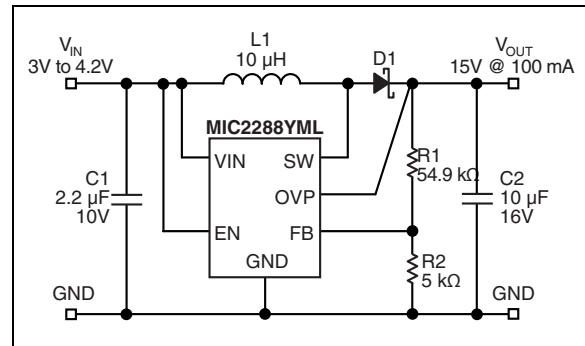 V_IN
3V to 4.2V
L1
10 µH
D1
V_OUT
15V @ 100 mA
MIC2288YML
VIN
SW
OVP
EN
FB
GND
C1
2.2 µF
10V
R1
54.9 kΩ
C2
10 µF
16V
R2
5 kΩ
GND
GND